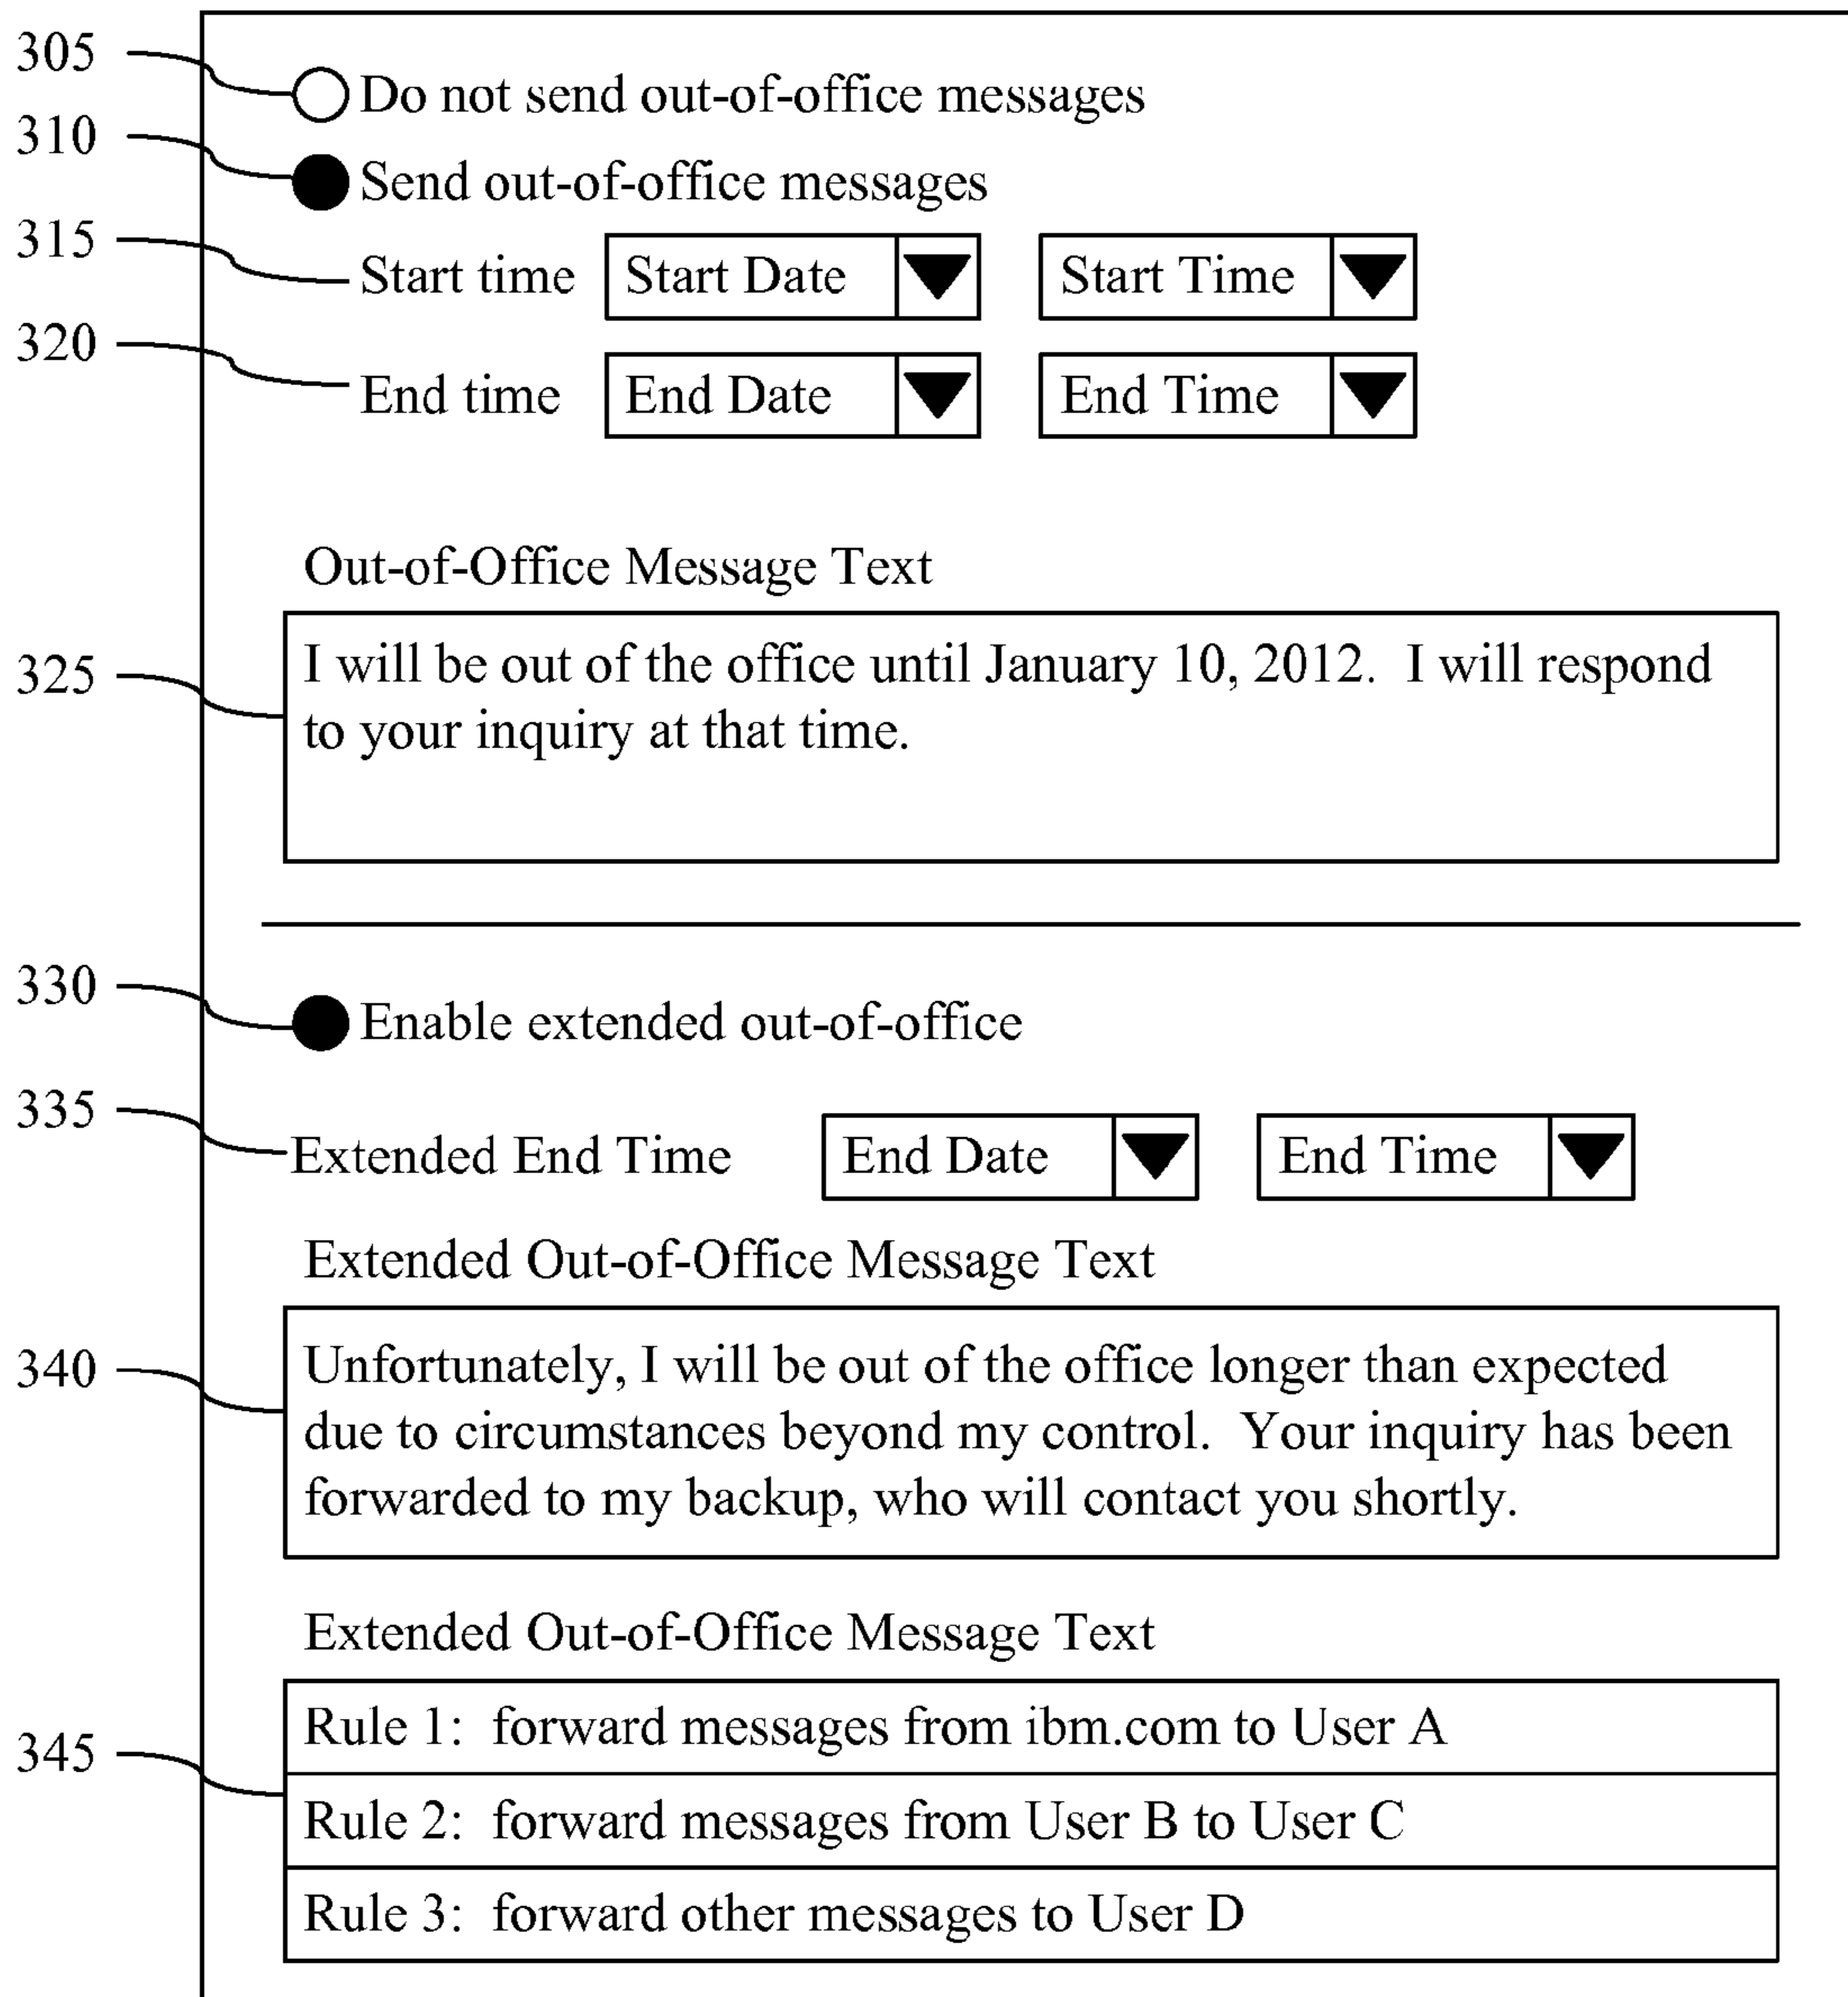 305
Do not send out-of-office messages
310
Send out-of-office messages
315
Start time Start Date Start Time
320
End time End Date End Time
Out-of-Office Message Text
325
I will be out of the office until January 10, 2012. I will respond
to your inquiry at that time.
330
Enable extended out-of-office
335
Extended End Time End Date End Time
Extended Out-of-Office Message Text
340
Unfortunately, I will be out of the office longer than expected
due to circumstances beyond my control. Your inquiry has been
forwarded to my backup, who will contact you shortly.
Extended Out-of-Office Message Text
345
Rule 1: forward messages from ibm.com to User A
Rule 2: forward messages from User B to User C
Rule 3: forward other messages to User D